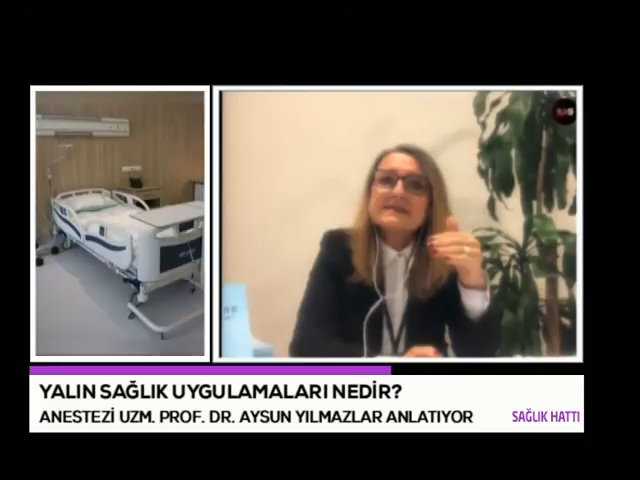 YALIN SAĞLIK UYGULAMALARI NEDİR?
ANESTEZİ UZM. PROF. DR. AYSUN YILMAZLAR ANLATIYOR
SAĞLIK HATTI